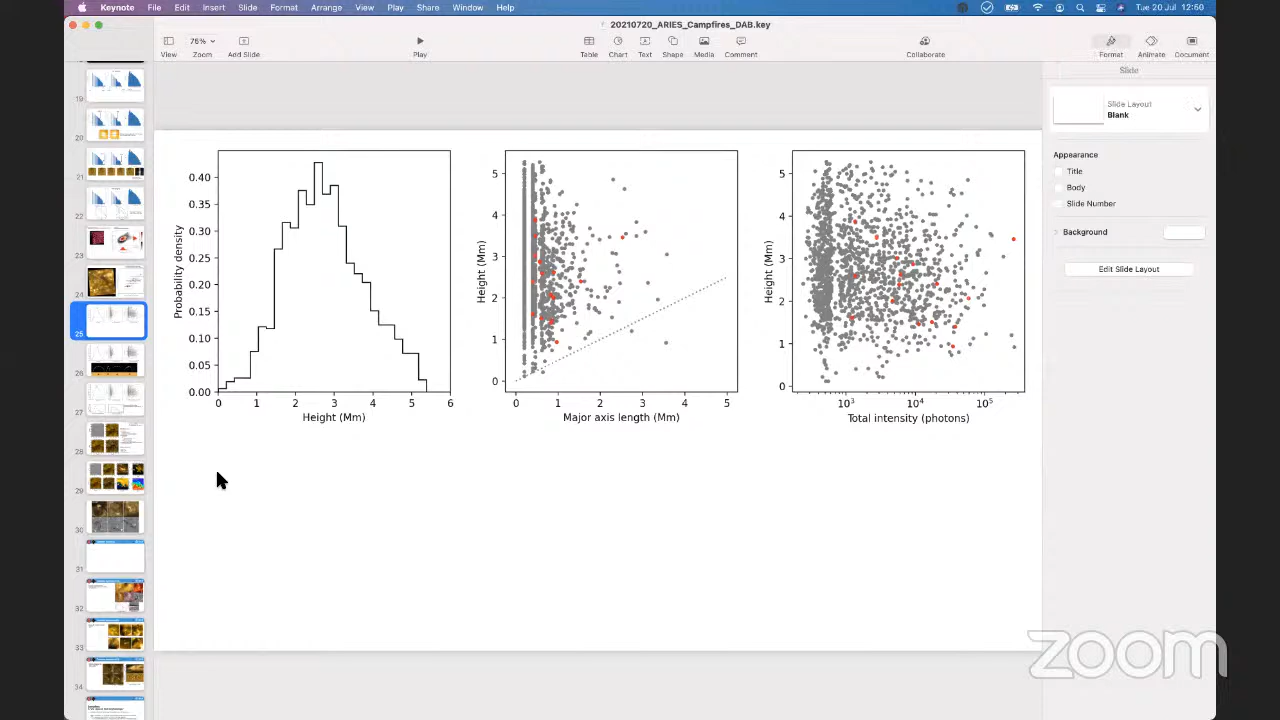 Keynote File Edit Slide Insert Format Arrange View Play Share Window Help Tue 20 Jul 12:50
20210720_ARIES_Campfires_DAB.key
78%
View Zoom Add Slide Play Table Chart Text Shape Media Comment Collaborate Format Animate Document
Slide
Slide Layout
Blank
Appearance
Title
Body
Slide Number
Background
Edit Slide Layout
19
20
21
22
23
24
25
26
27
28
29
30
31
32
33
34
Probability density
0.40
0.35
0.30
0.25
0.20
0.15
0.10
0 1 2 3 4 5 6
Height (Mm)
Height (Mm)
5
4
3
2
1
0
0 1 2 3 4 5
Major axis length (Mm)
Height (Mm)
5
4
3
2
1
0
10³ 10⁴ 10⁵
Total intensity (photons)
zoom